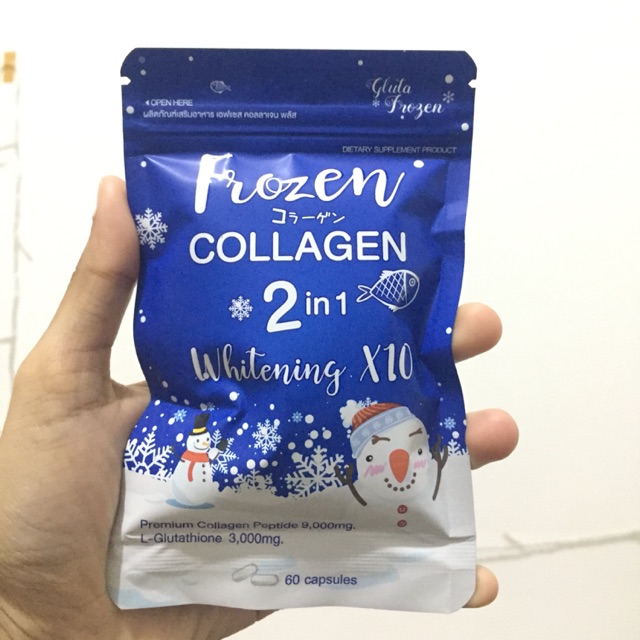 Gluta
Frozen
OPEN HERE
ผลิตภัณฑ์เสริมอาหาร เอฟแซส คอลลาเจน พลัส
DIETARY SUPPLEMENT PRODUCT
Frozen
コラーゲン
COLLAGEN
2 in 1
Whitening X10
Premium Collagen Peptide 9,000mg.
L-Glutathione 3,000mg.
60 capsules